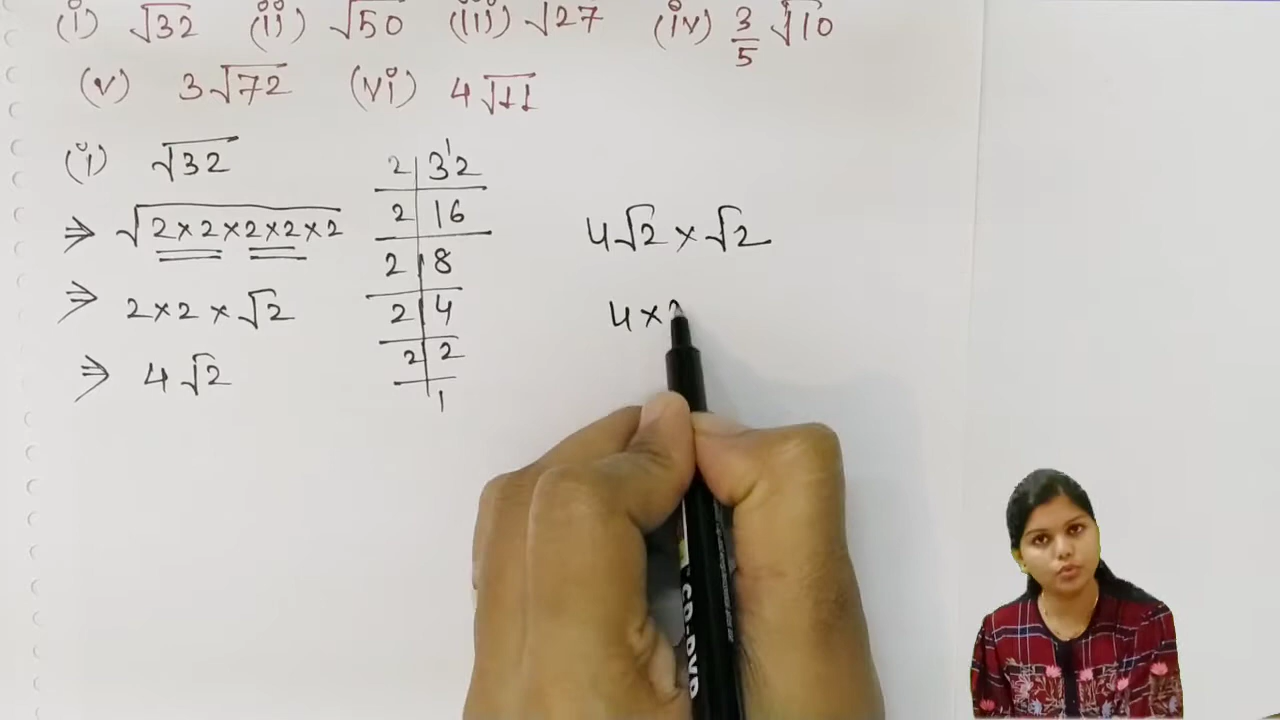 (i) √32 (ii) √50 (iii) √27 (iv) 3/5 √10
(v) 3√72 (vi) 4√11
(i) √32
⇒ √2×2×2×2×2
⇒ 2×2×√2
⇒ 4√2
2 | 32
2 | 16
2 | 8
2 | 4
2 | 2
1
4√2 × √2
4×
CD-DVD